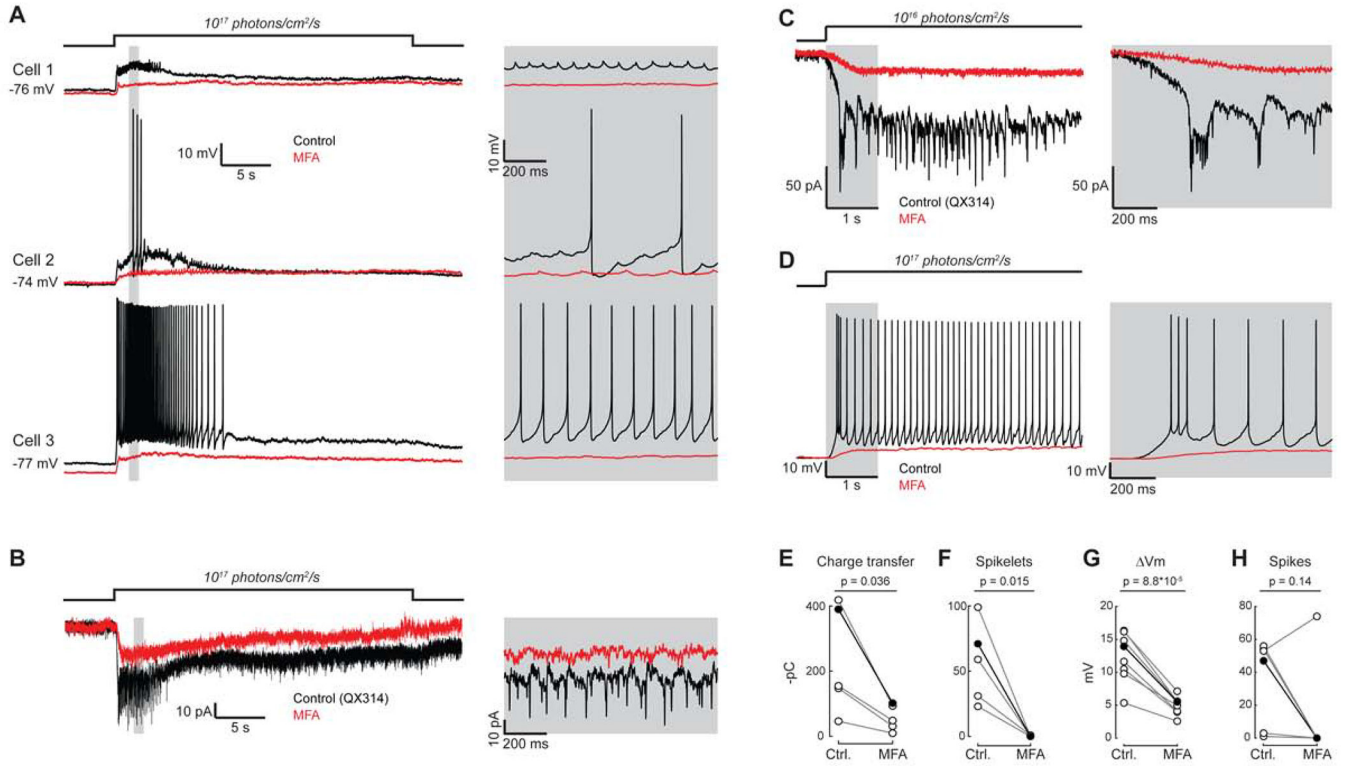 A
10¹⁷ photons/cm²/s
Cell 1
-76 mV
Control
MFA
10 mV
5 s
10 mV
200 ms
Cell 2
-74 mV
Cell 3
-77 mV
B
10¹⁷ photons/cm²/s
Control (QX314)
MFA
10 pA
5 s
10 pA
200 ms
C
10¹⁶ photons/cm²/s
50 pA
1 s
Control (QX314)
MFA
50 pA
200 ms
D
10¹⁷ photons/cm²/s
10 mV
1 s
Control
MFA
10 mV
200 ms
E
Charge transfer
p = 0.036
400
200
0
-pC
Ctrl.
MFA
F
Spikelets
p = 0.015
100
50
0
Ctrl.
MFA
G
ΔVm
p = 8.8*10⁻⁵
20
15
10
5
0
mV
Ctrl.
MFA
H
Spikes
p = 0.14
80
60
40
20
0
Ctrl.
MFA